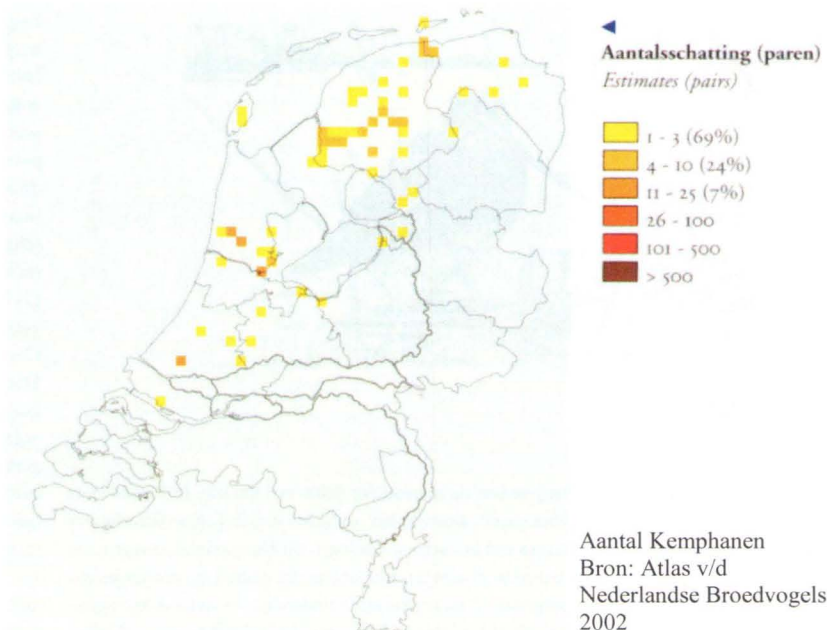 Aantalsschatting (paren)
Estimates (pairs)
1 - 3 (69%)
4 - 10 (24%)
11 - 25 (7%)
26 - 100
101 - 500
> 500
Aantal Kemphanen
Bron: Atlas v/d
Nederlandse Broedvogels
2002